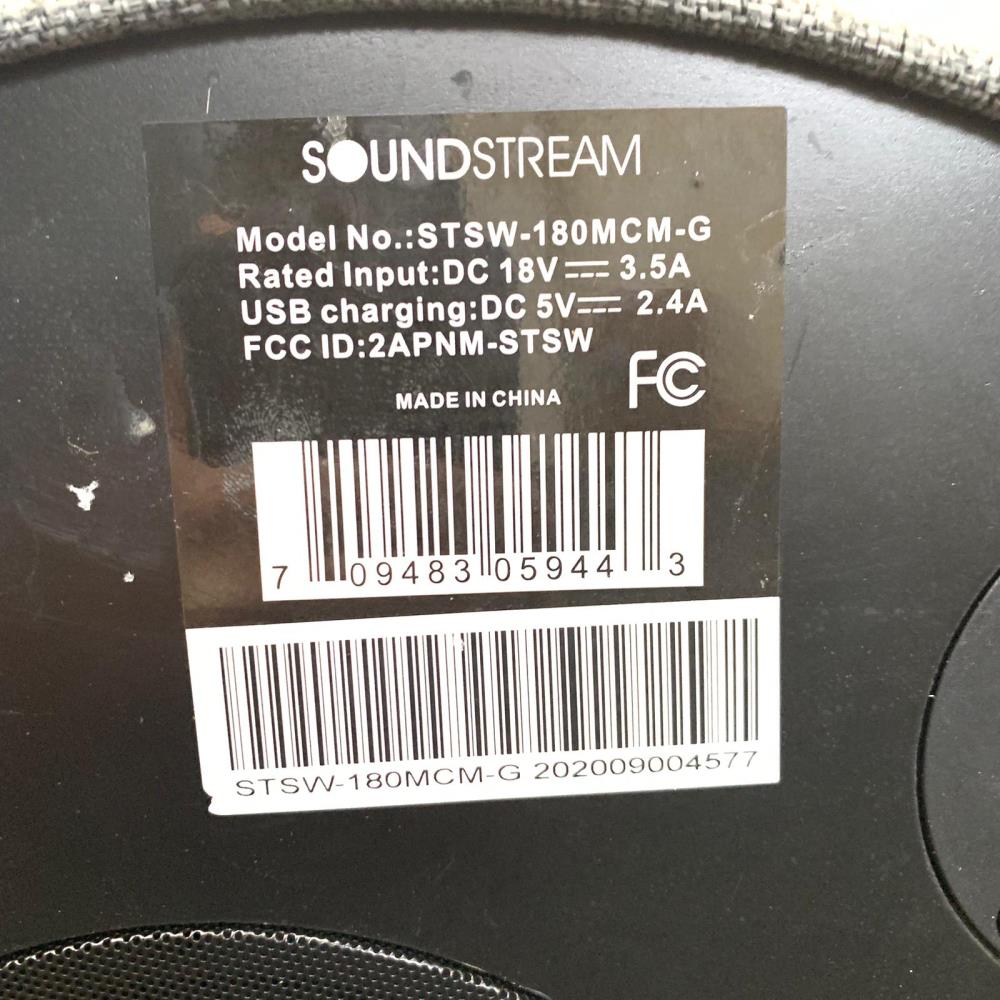 SOUNDSTREAM
Model No.:STSW-180MCM-G
Rated Input:DC 18V⎓ 3.5A
USB charging:DC 5V⎓ 2.4A
FCC ID:2APNM-STSW
FC
MADE IN CHINA
7 09483 05944 3
STSW-180MCM-G 202009004577